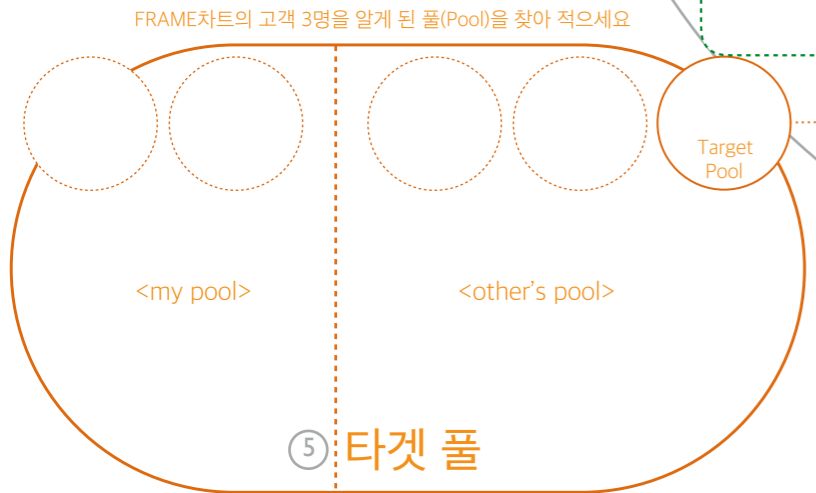 FRAME차트의 고객 3명을 알게 된 풀(Pool)을 찾아 적으세요
Target
Pool
<my pool>
<other's pool>
⑤ 타겟 풀